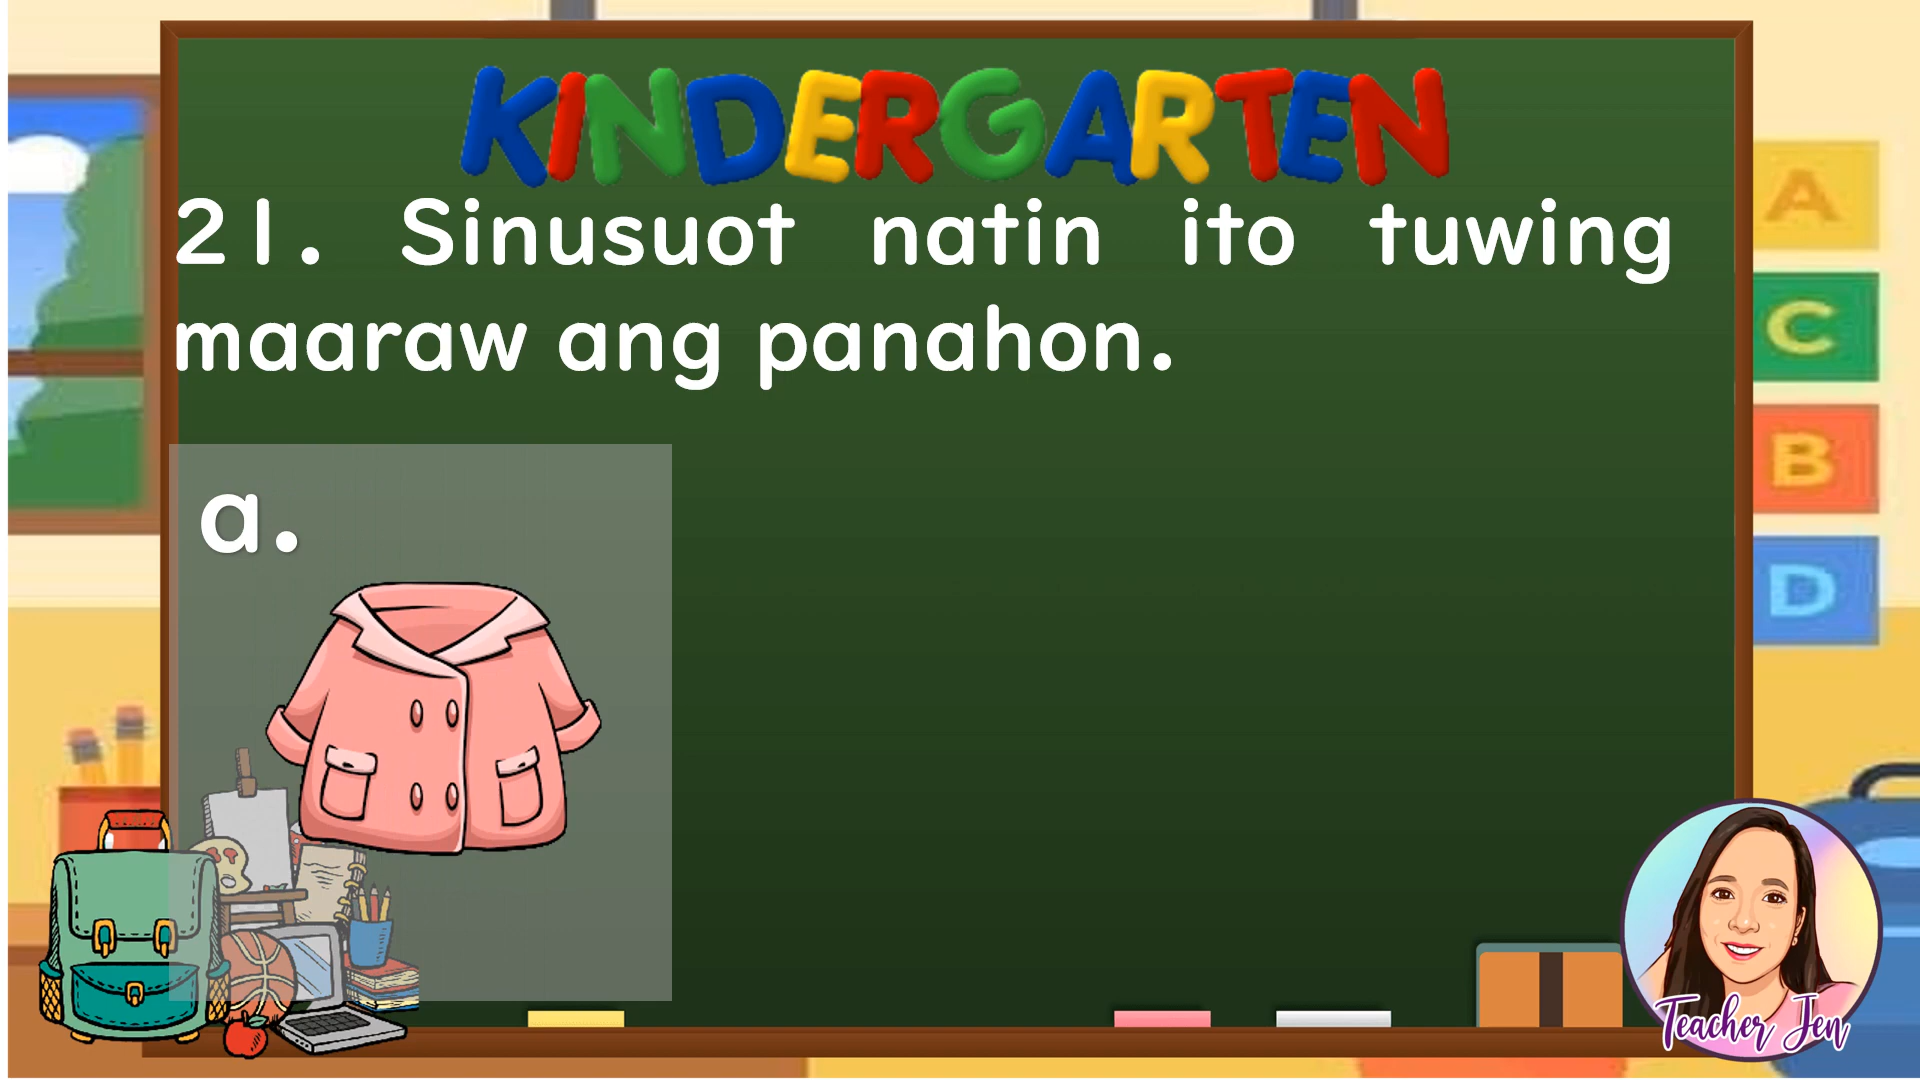 KINDERGARTEN
21. Sinusuot natin ito tuwing
maaraw ang panahon.
a.
A
C
B
D
Teacher Jen